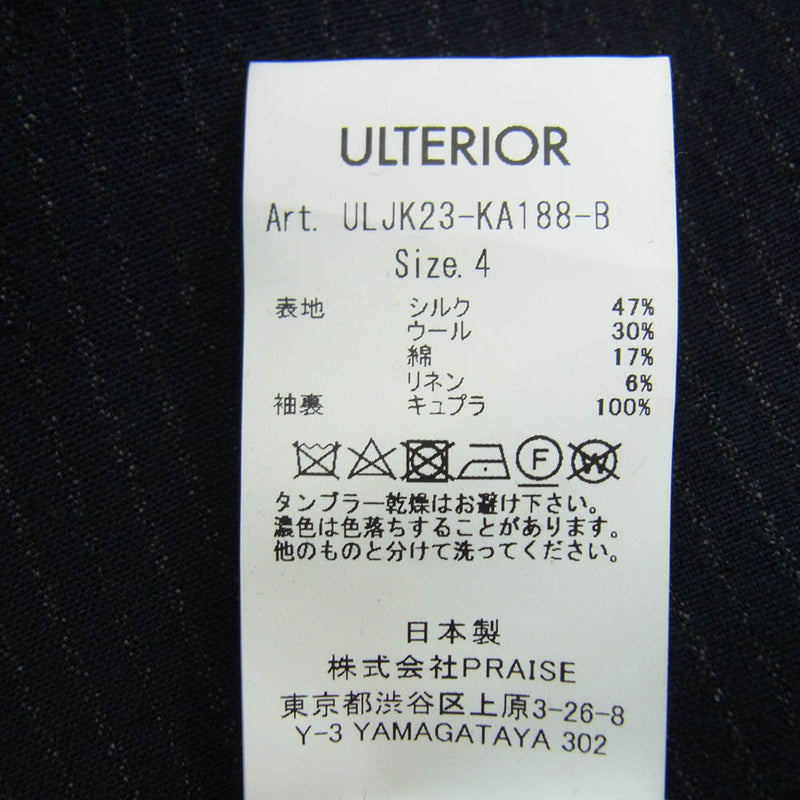 ULTERIOR
Art. ULJK23-KA188-B
Size.4
表地 シルク 47%
ウール 30%
綿 17%
リネン 6%
袖裏 キュプラ 100%
F W
タンブラー乾燥はお避け下さい。
濃色は色落ちすることがあります。
他のものと分けて洗ってください。
日本製
株式会社PRAISE
東京都渋谷区上原3-26-8
Y-3 YAMAGATAYA 302